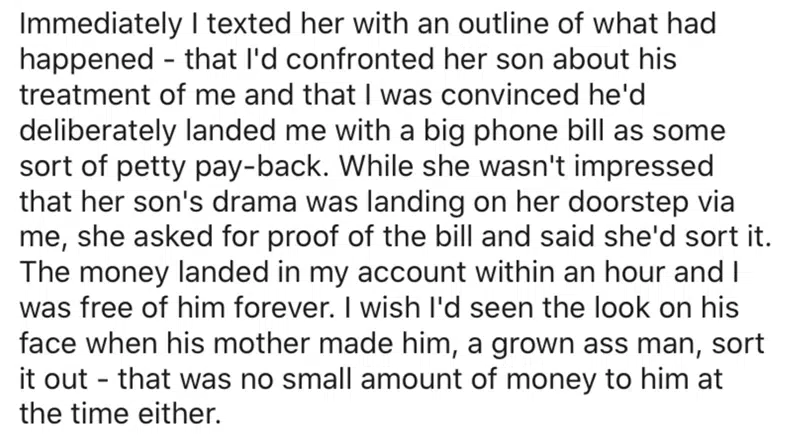 Immediately I texted her with an outline of what had
happened - that I'd confronted her son about his
treatment of me and that I was convinced he'd
deliberately landed me with a big phone bill as some
sort of petty pay-back. While she wasn't impressed
that her son's drama was landing on her doorstep via
me, she asked for proof of the bill and said she'd sort it.
The money landed in my account within an hour and I
was free of him forever. I wish I'd seen the look on his
face when his mother made him, a grown ass man, sort
it out - that was no small amount of money to him at
the time either.